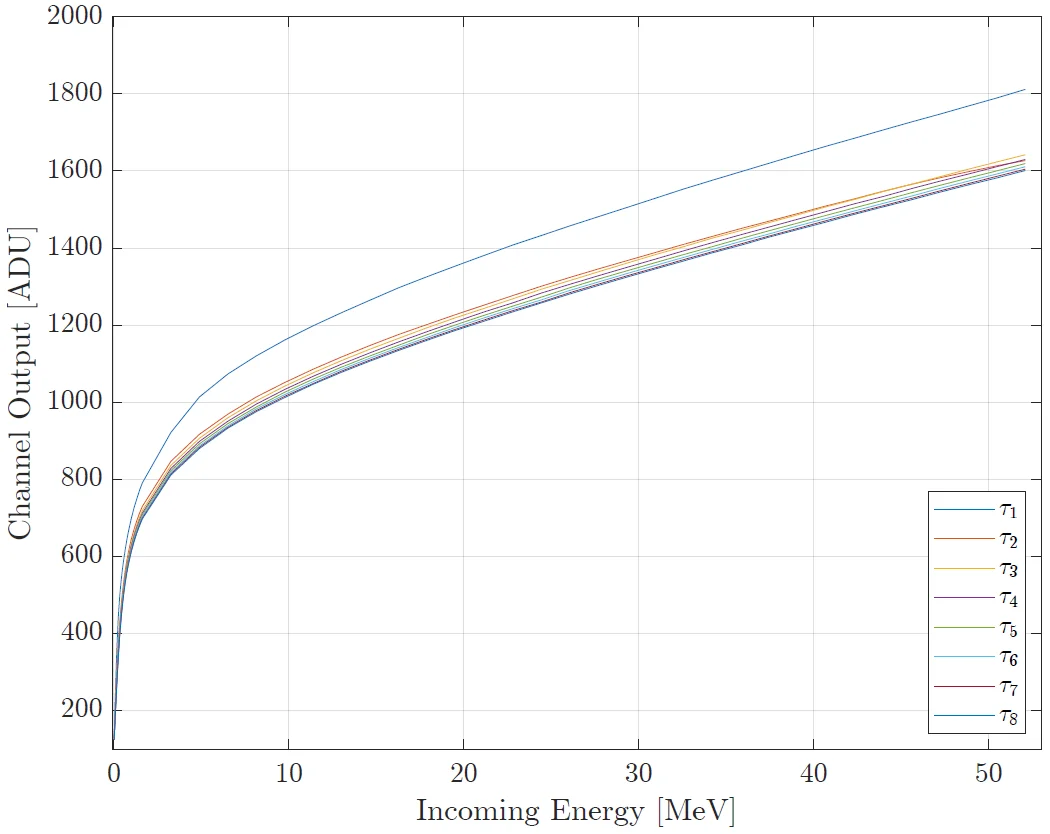 2000
1800
1600
1400
1200
1000
800
600
400
200
0 10 20 30 40 50
Channel Output [ADU]
Incoming Energy [MeV]
τ1
τ2
τ3
τ4
τ5
τ6
τ7
τ8